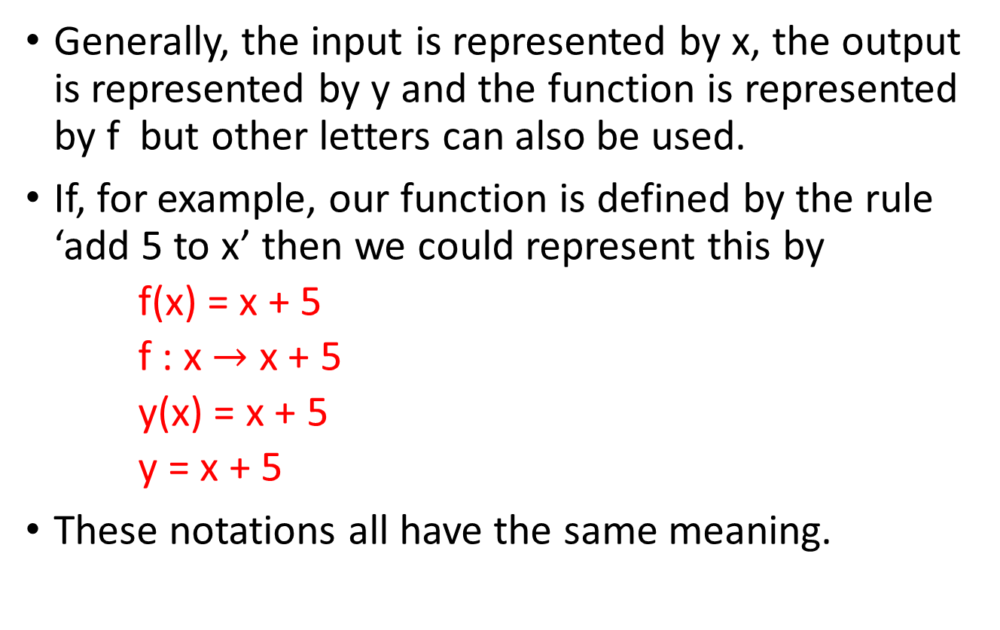 • Generally, the input is represented by x, the output
is represented by y and the function is represented
by f  but other letters can also be used.
• If, for example, our function is defined by the rule
‘add 5 to x’ then we could represent this by
f(x) = x + 5
f : x → x + 5
y(x) = x + 5
y = x + 5
• These notations all have the same meaning.